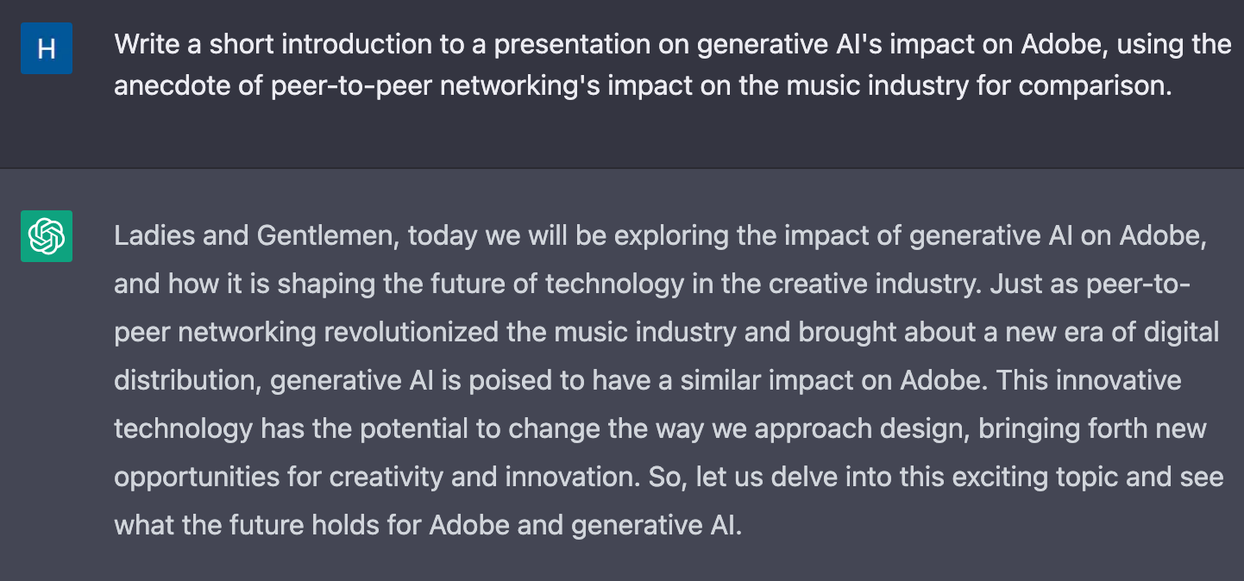 H
Write a short introduction to a presentation on generative AI's impact on Adobe, using the
anecdote of peer-to-peer networking's impact on the music industry for comparison.
Ladies and Gentlemen, today we will be exploring the impact of generative AI on Adobe,
and how it is shaping the future of technology in the creative industry. Just as peer-to-
peer networking revolutionized the music industry and brought about a new era of digital
distribution, generative AI is poised to have a similar impact on Adobe. This innovative
technology has the potential to change the way we approach design, bringing forth new
opportunities for creativity and innovation. So, let us delve into this exciting topic and see
what the future holds for Adobe and generative AI.